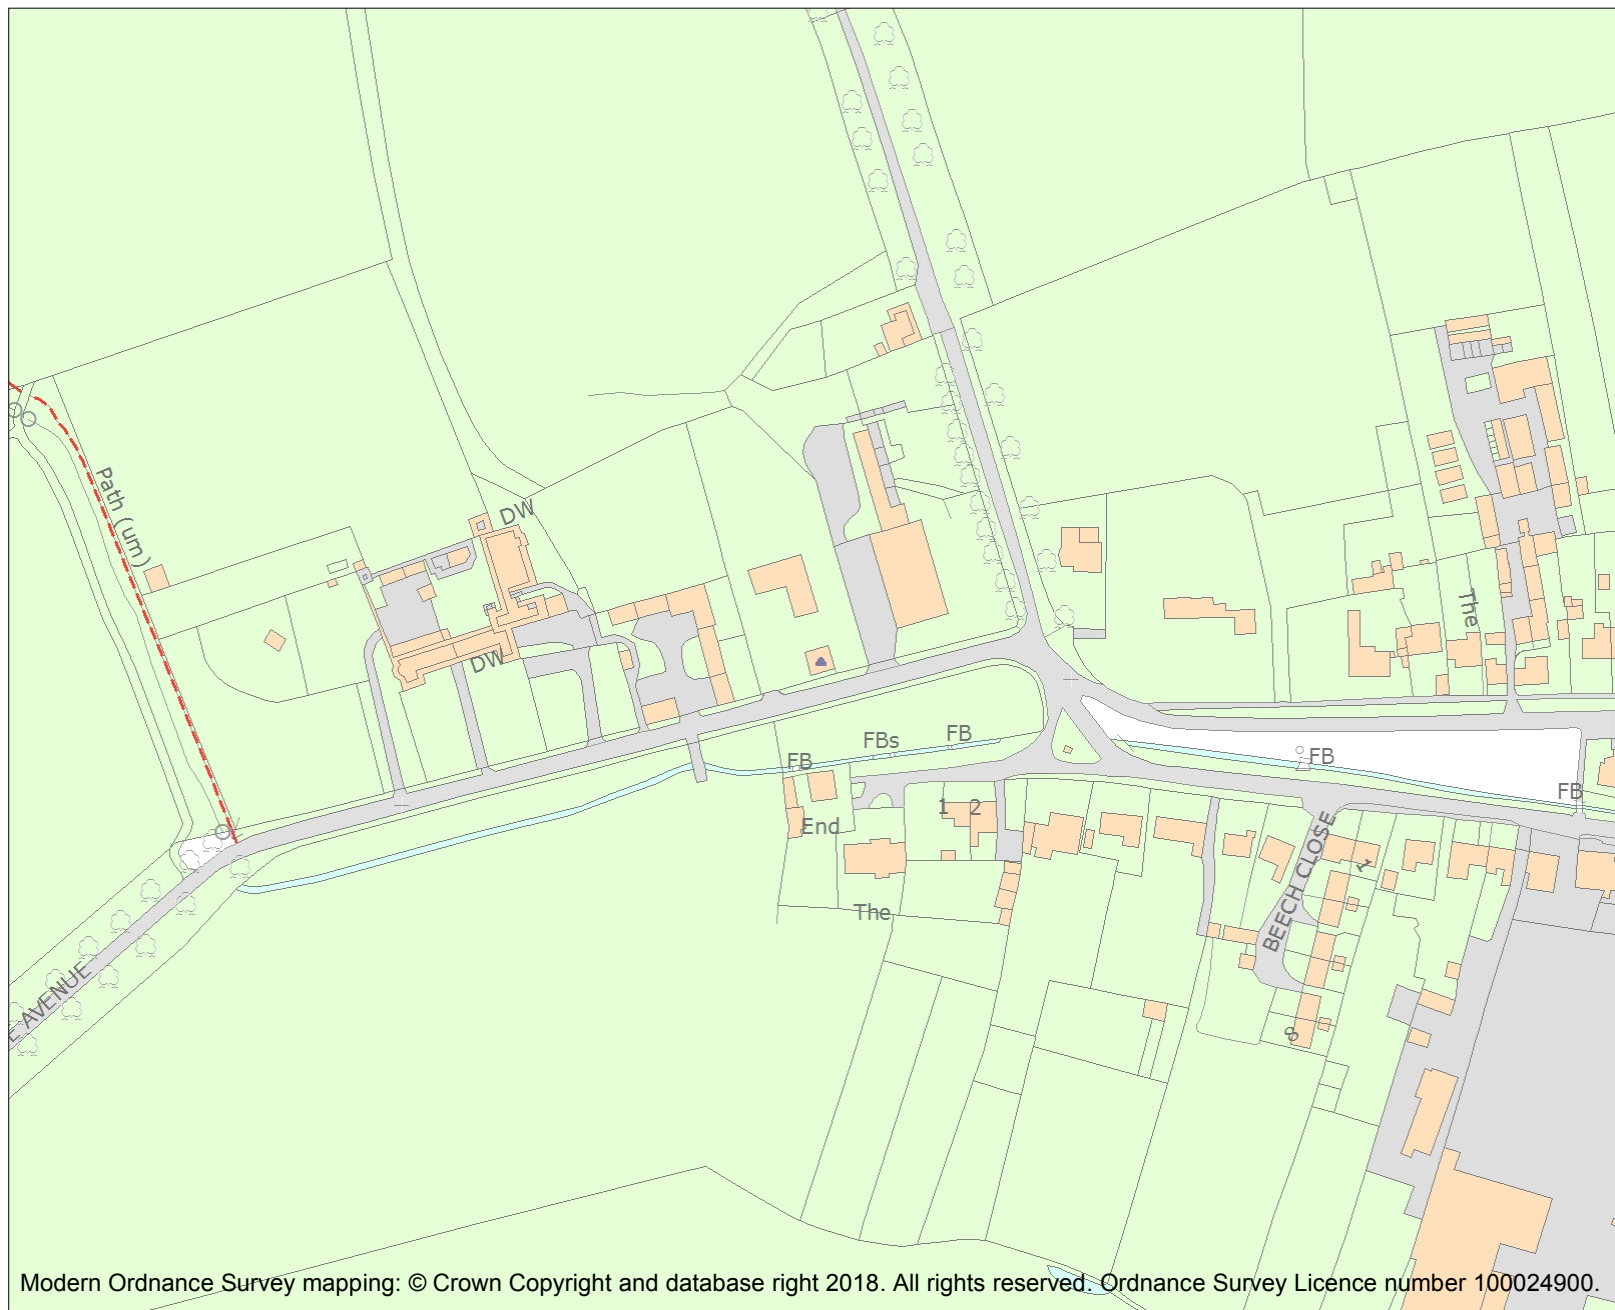 Path (um)
DW
DW
The
FB
FBs
FB
FB
FB
1 2
End
The
BEECH CLOSE
1
8
E AVENUE
Modern Ordnance Survey mapping: © Crown Copyright and database right 2018. All rights reserved. Ordnance Survey Licence number 100024900.